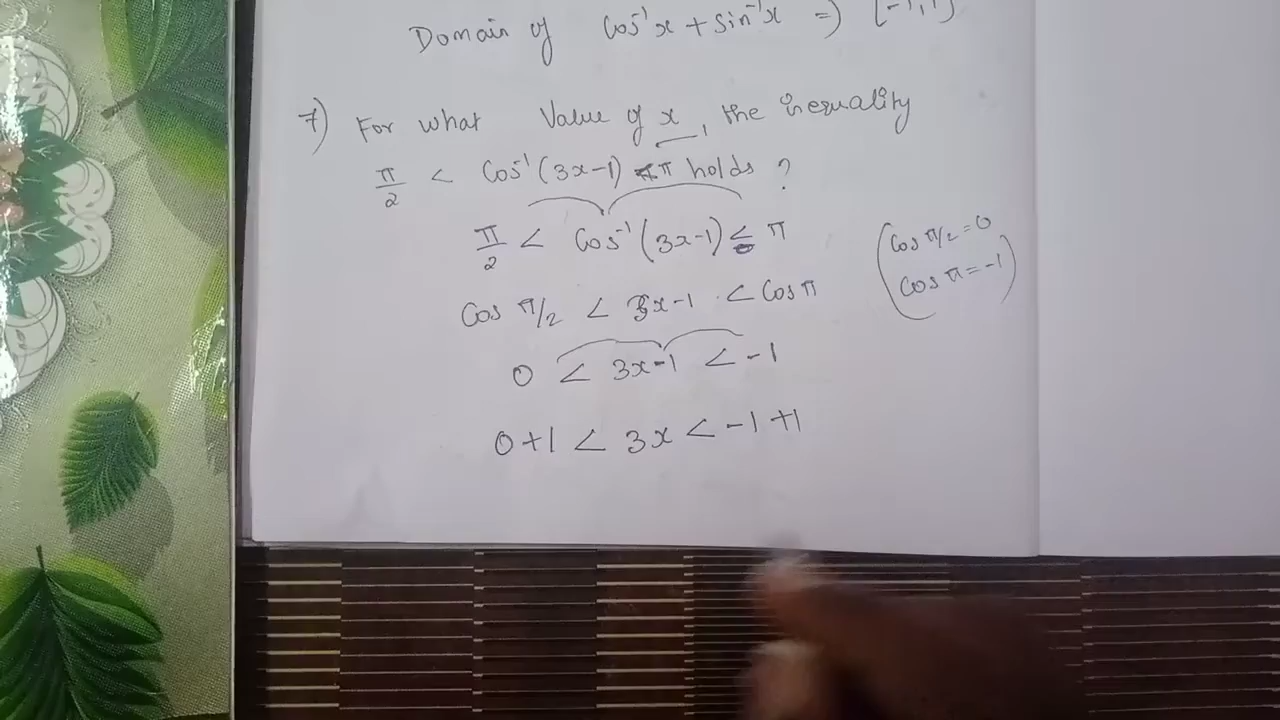 Domain of Cos⁻¹x + Sin⁻¹x ⇒ [-1, 1]
7) For what Value of x, the inequality
π/2 < Cos⁻¹(3x-1) < π holds ?
π/2 < Cos⁻¹(3x-1) < π
(Cos π/2 = 0
Cos π = -1)
Cos π/2 < 3x-1 < Cos π
0 < 3x-1 < -1
0+1 < 3x < -1+1